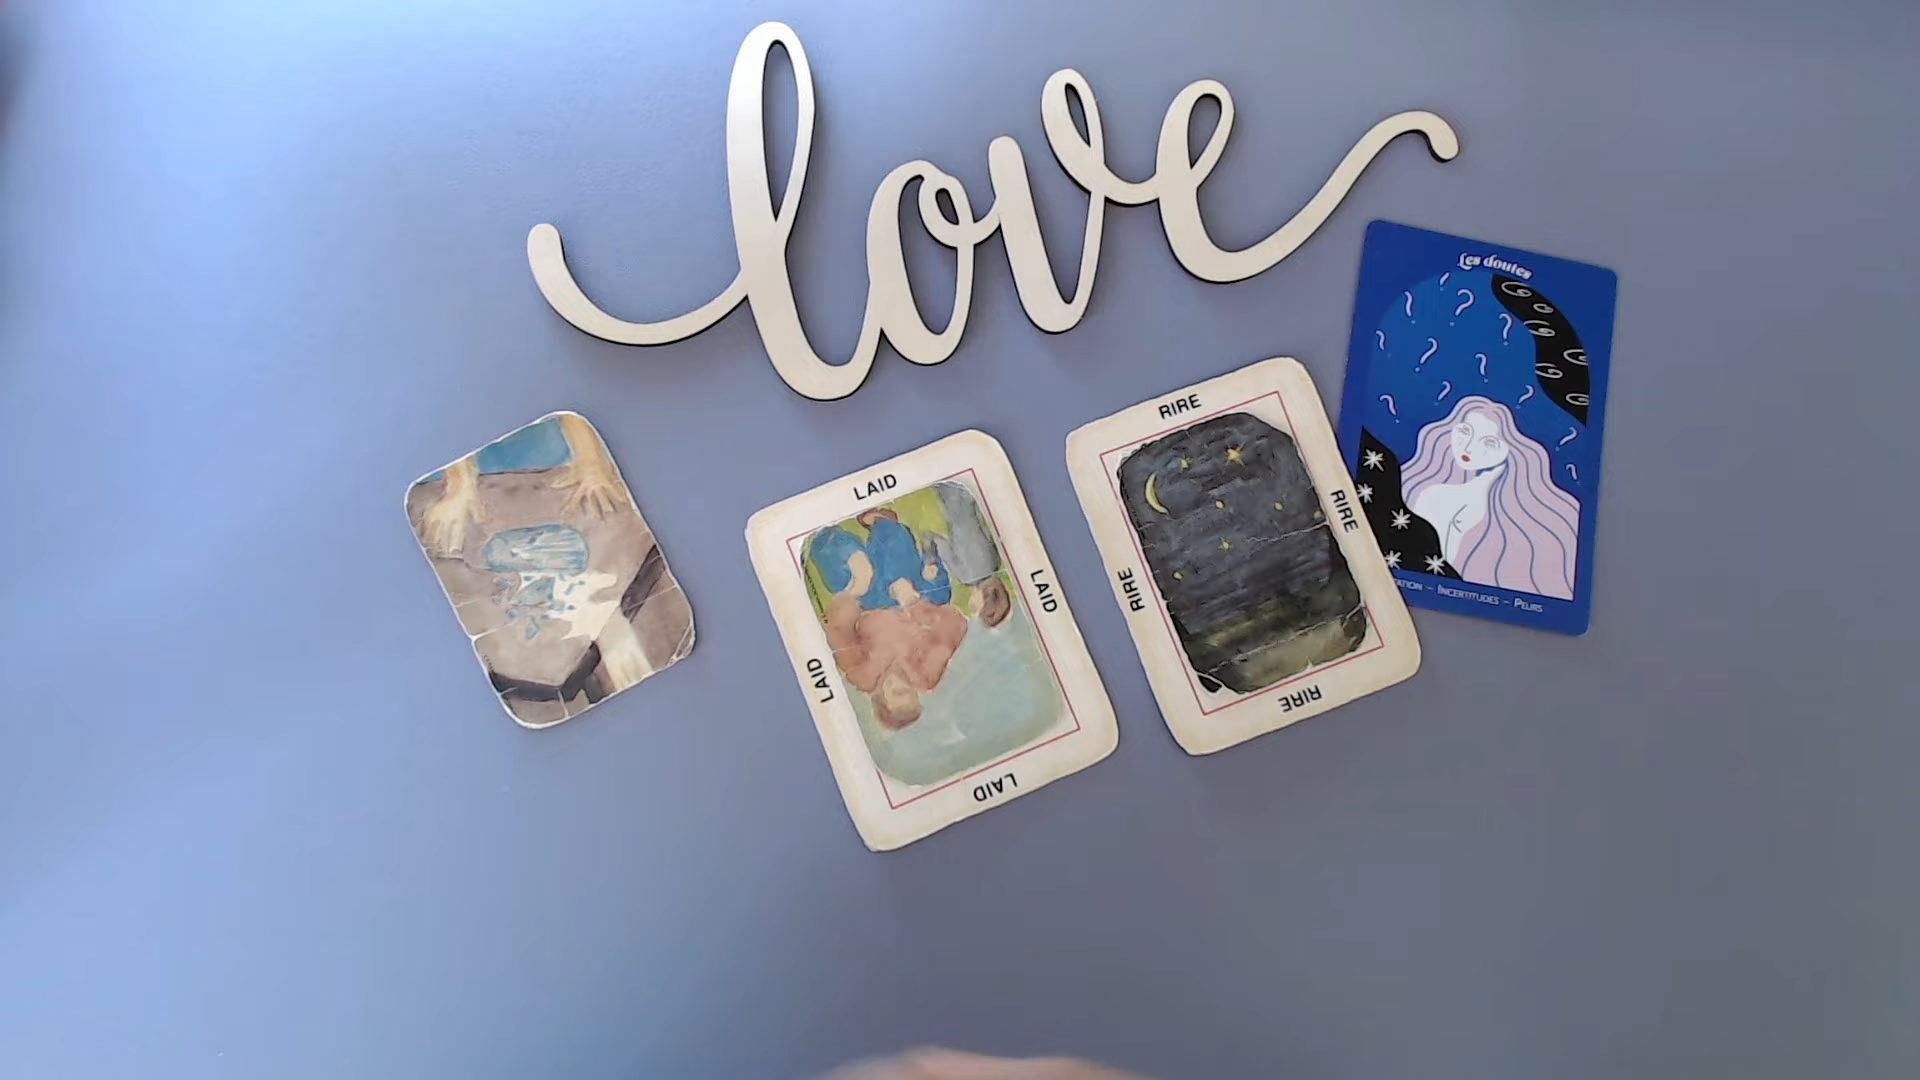 love
Les doutes
RIRE
RIRE
RIRE
RIRE
LAID
LAID
LAID
LAID
– INCERTITUDES – PEURS